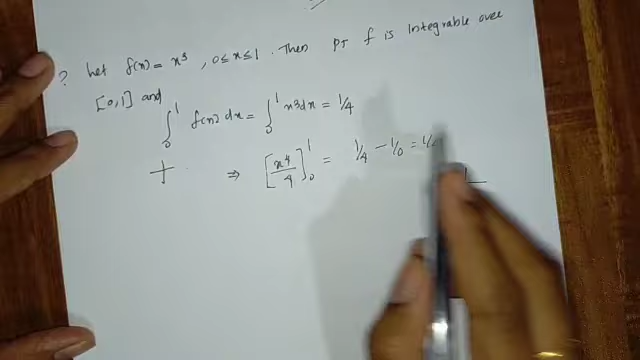 ? Let f(x) = x³, 0 ≤ x ≤ 1. Then PT f is Integrable over
[0,1] and
∫₀¹ f(x) dx = ∫₀¹ x³dx = 1/4
⇒ [x⁴/4]₀¹ = 1/4 − 1/0 =